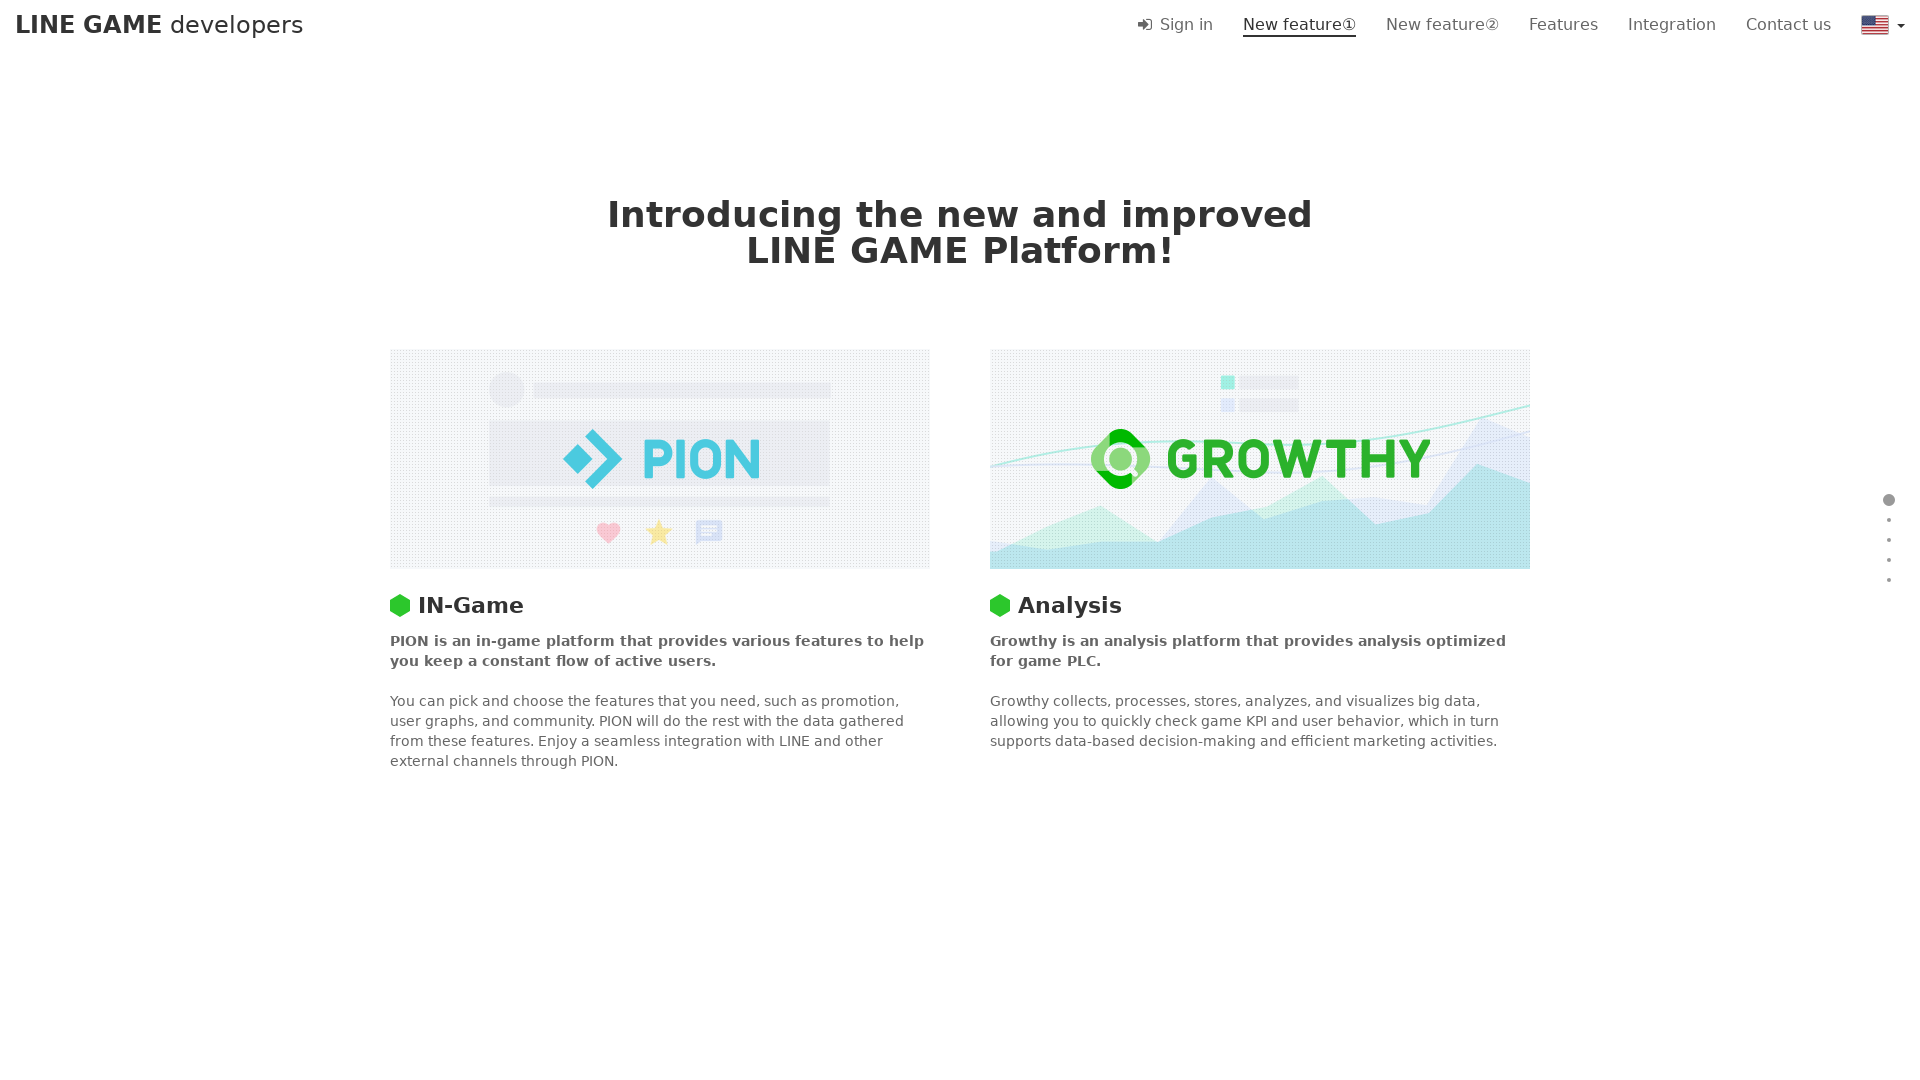 LINE GAME developers
Sign in
New feature①
New feature②
Features
Integration
Contact us
Introducing the new and improved
LINE GAME Platform!
PION
IN-Game
PION is an in-game platform that provides various features to help
you keep a constant flow of active users.
You can pick and choose the features that you need, such as promotion,
user graphs, and community. PION will do the rest with the data gathered
from these features. Enjoy a seamless integration with LINE and other
external channels through PION.
GROWTHY
Analysis
Growthy is an analysis platform that provides analysis optimized
for game PLC.
Growthy collects, processes, stores, analyzes, and visualizes big data,
allowing you to quickly check game KPI and user behavior, which in turn
supports data-based decision-making and efficient marketing activities.